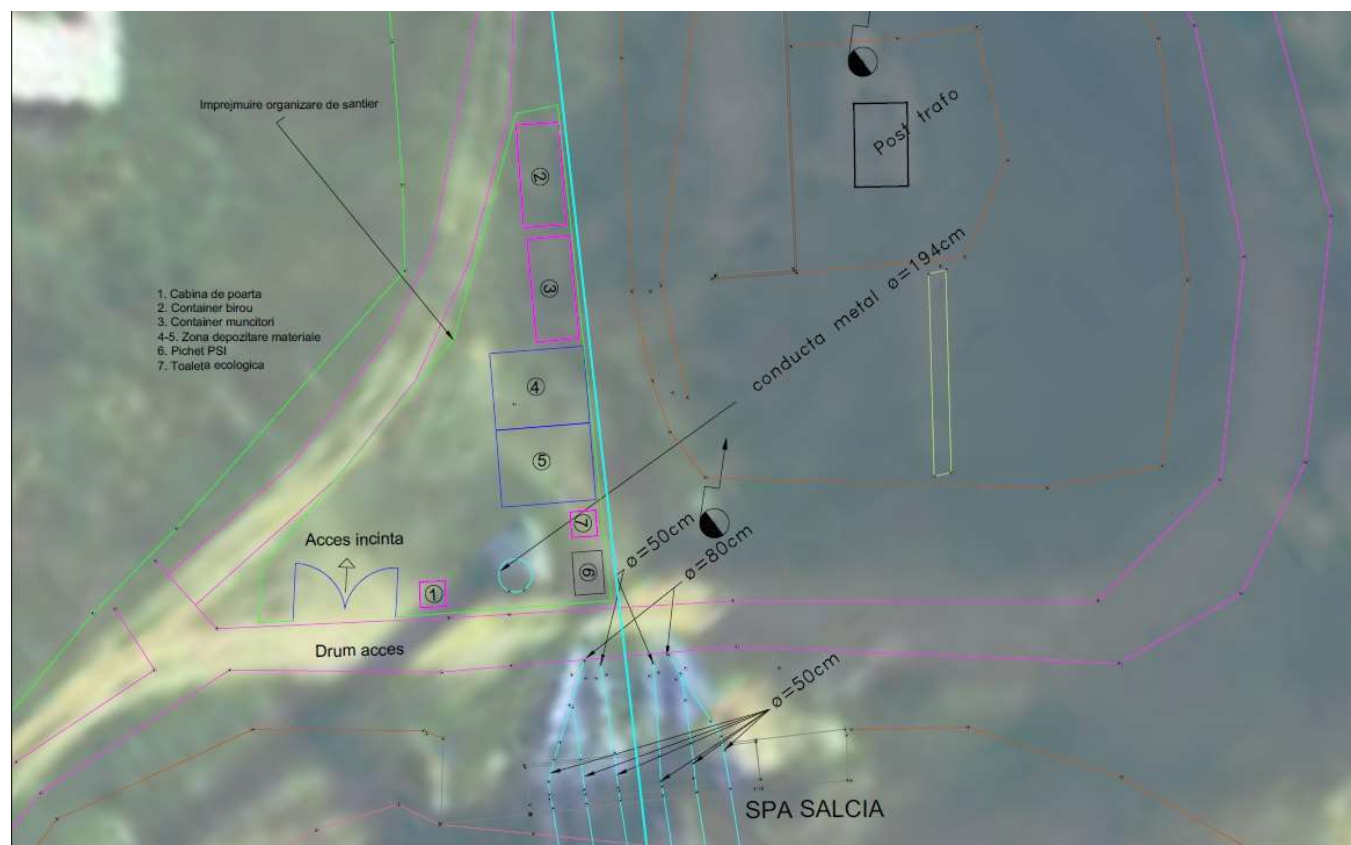 Imprejmuire organizare de santier
Post trafo
②
conducta metal ø=194cm
③
1. Cabina de poarta
2. Container birou
3. Container muncitori
4-5. Zona depozitare materiale
6. Pichet PSI
7. Toaleta ecologica
④
⑤
⑦
Acces incinta
ø=50cm
ø=80cm
⑥
①
Drum acces
ø=50cm
SPA SALCIA